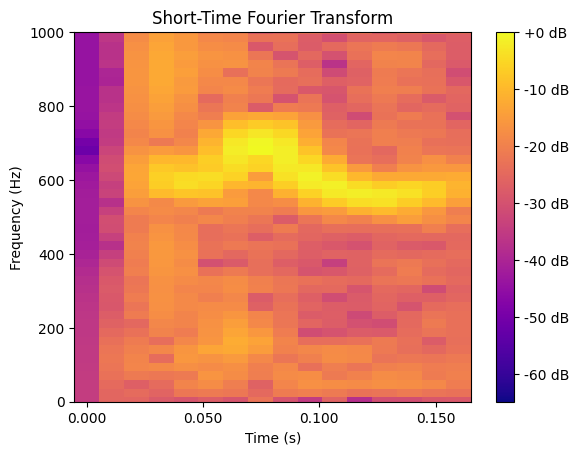 Short-Time Fourier Transform
1000
800
600
400
200
0
Frequency (Hz)
0.000
0.050
0.100
0.150
Time (s)
+0 dB
-10 dB
-20 dB
-30 dB
-40 dB
-50 dB
-60 dB